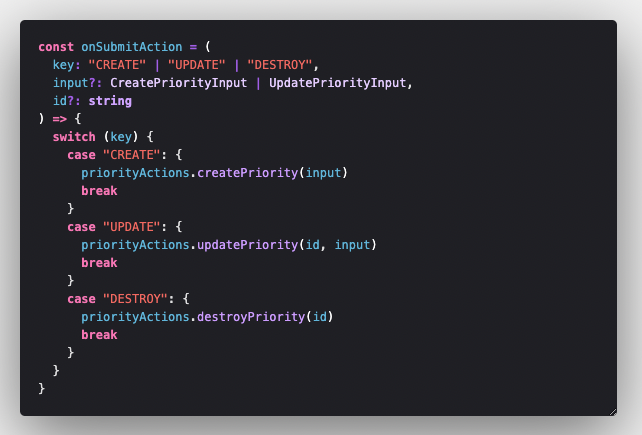 const onSubmitAction = (
  key: "CREATE" | "UPDATE" | "DESTROY",
  input?: CreatePriorityInput | UpdatePriorityInput,
  id?: string
) => {
  switch (key) {
    case "CREATE": {
      priorityActions.createPriority(input)
      break
    }
    case "UPDATE": {
      priorityActions.updatePriority(id, input)
      break
    }
    case "DESTROY": {
      priorityActions.destroyPriority(id)
      break
    }
  }
}